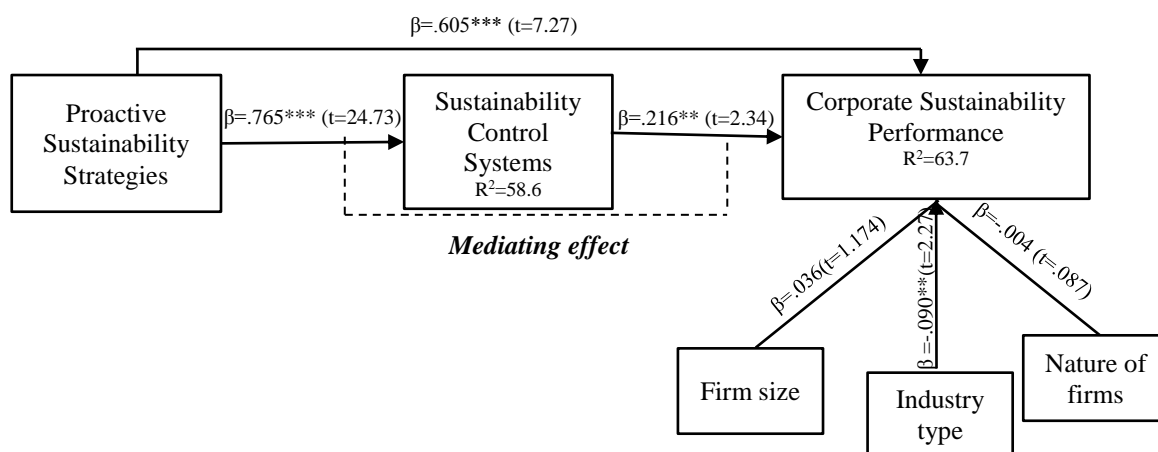 β=.605*** (t=7.27)
Proactive
Sustainability
Strategies
β=.765*** (t=24.73)
Sustainability
Control
Systems
R²=58.6
β=.216** (t=2.34)
Corporate Sustainability
Performance
R²=63.7
Mediating effect
β=.036(t=1.174)
β =-.090**(t=2.27)
β=-.004 (t=.087)
Firm size
Industry
type
Nature of
firms